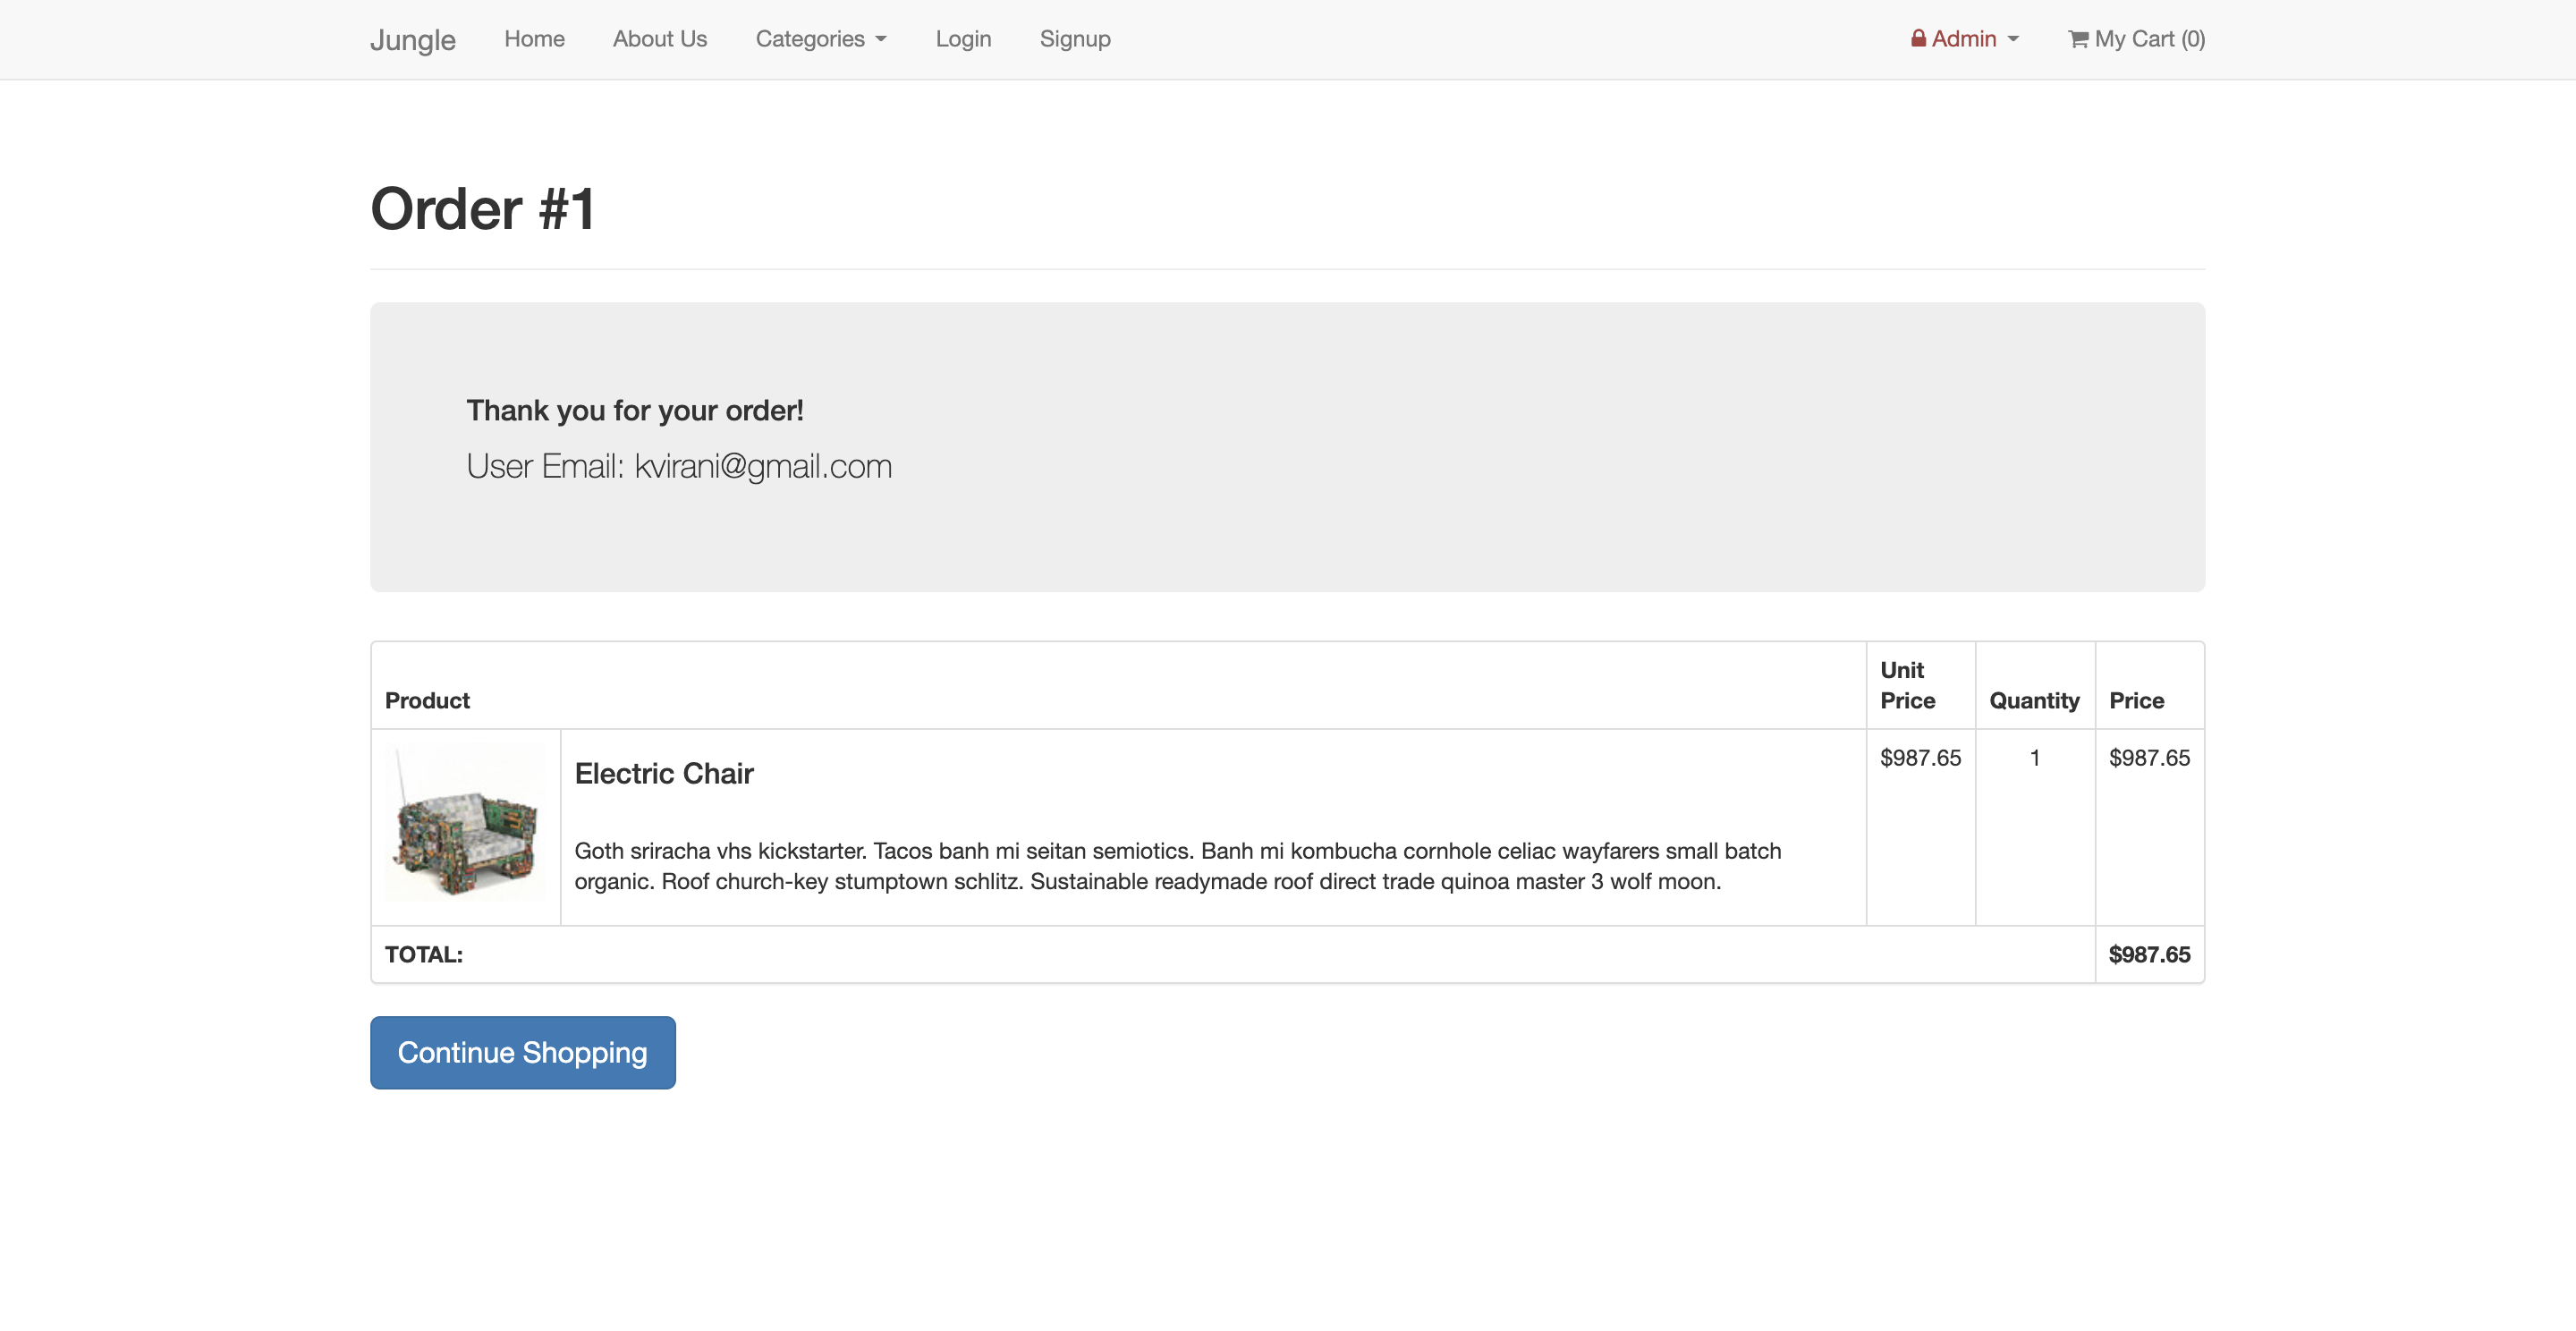 Jungle Home About Us Categories Login Signup Admin My Cart (0)
Order #1
Thank you for your order!
User Email: kvirani@gmail.com
Product Unit Price Quantity Price
Electric Chair $987.65 1 $987.65
Goth sriracha vhs kickstarter. Tacos banh mi seitan semiotics. Banh mi kombucha cornhole celiac wayfarers small batch
organic. Roof church-key stumptown schlitz. Sustainable readymade roof direct trade quinoa master 3 wolf moon.
TOTAL: $987.65
Continue Shopping